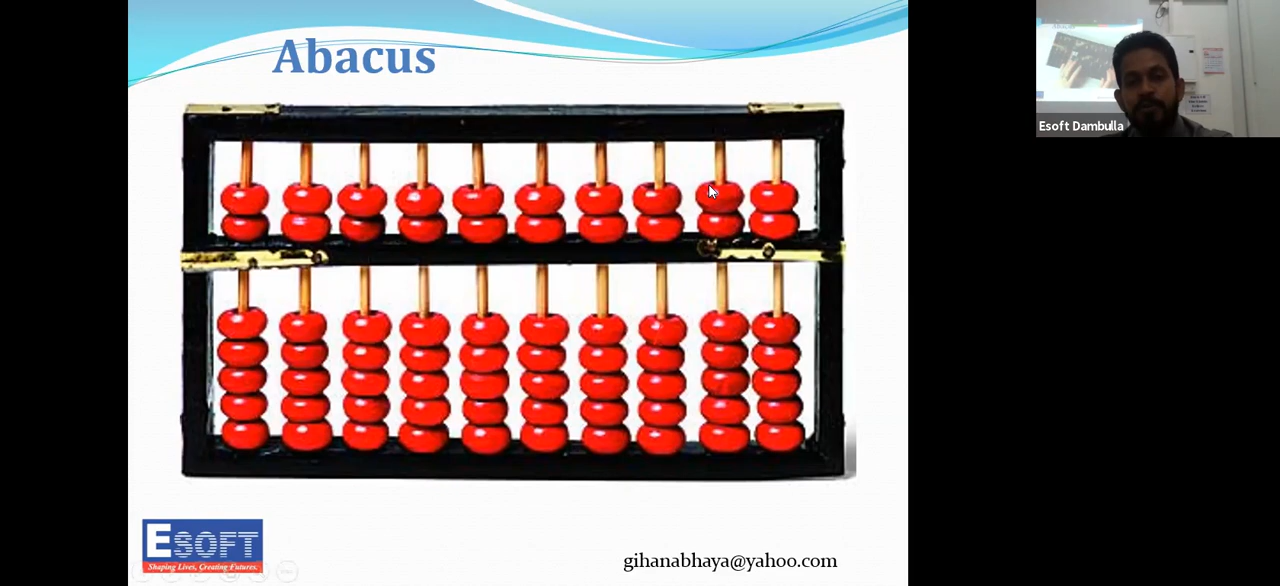 Abacus
Esoft Dambulla
ESOFT
Shaping Lives, Creating Futures.
gihanabhaya@yahoo.com